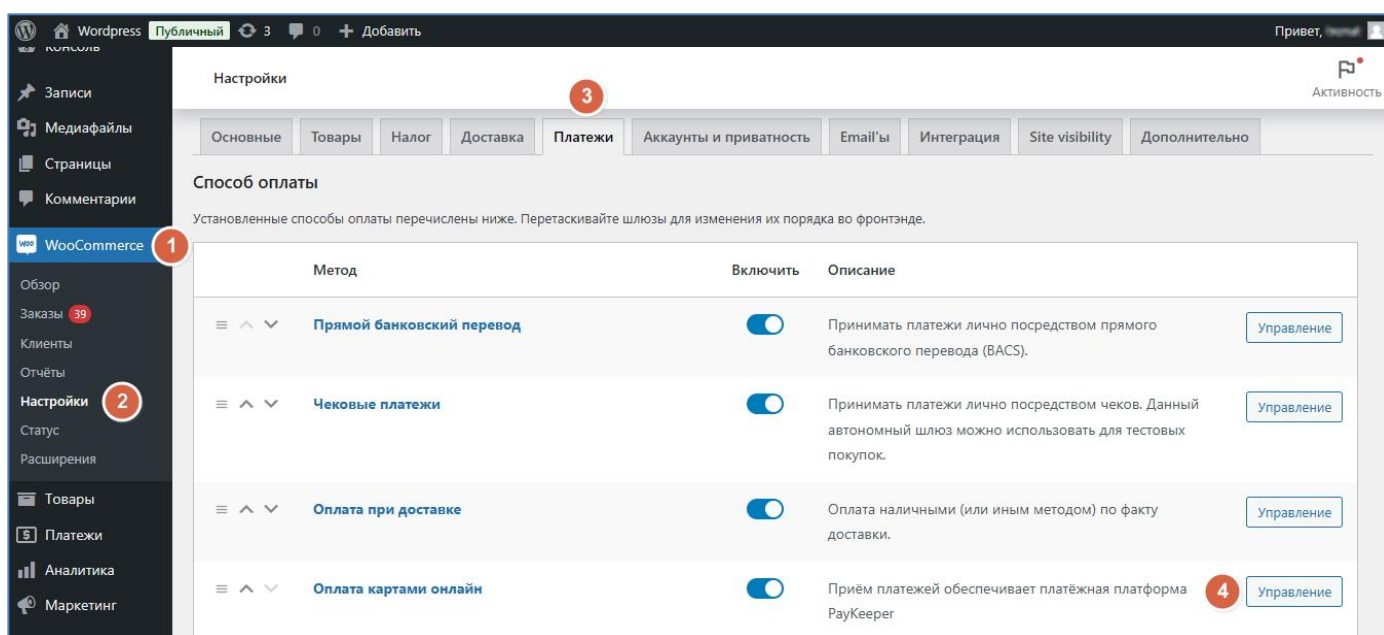 Wordpress Публичный 3 0 + Добавить Привет,
Консоль
Записи
Медиафайлы
Страницы
Комментарии
Woo WooCommerce 1
Обзор
Заказы 39
Клиенты
Отчёты
Настройки 2
Статус
Расширения
Товары
Платежи
Аналитика
Маркетинг
Настройки
Активность
3
Основные Товары Налог Доставка Платежи Аккаунты и приватность Email'ы Интеграция Site visibility Дополнительно
Способ оплаты
Установленные способы оплаты перечислены ниже. Перетаскивайте шлюзы для изменения их порядка во фронтэнде.
Метод Включить Описание
Прямой банковский перевод Принимать платежи лично посредством прямого Управление
банковского перевода (BACS).
Чековые платежи Принимать платежи лично посредством чеков. Данный Управление
автономный шлюз можно использовать для тестовых
покупок.
Оплата при доставке Оплата наличными (или иным методом) по факту Управление
доставки.
Оплата картами онлайн Приём платежей обеспечивает платёжная платформа 4 Управление
PayKeeper